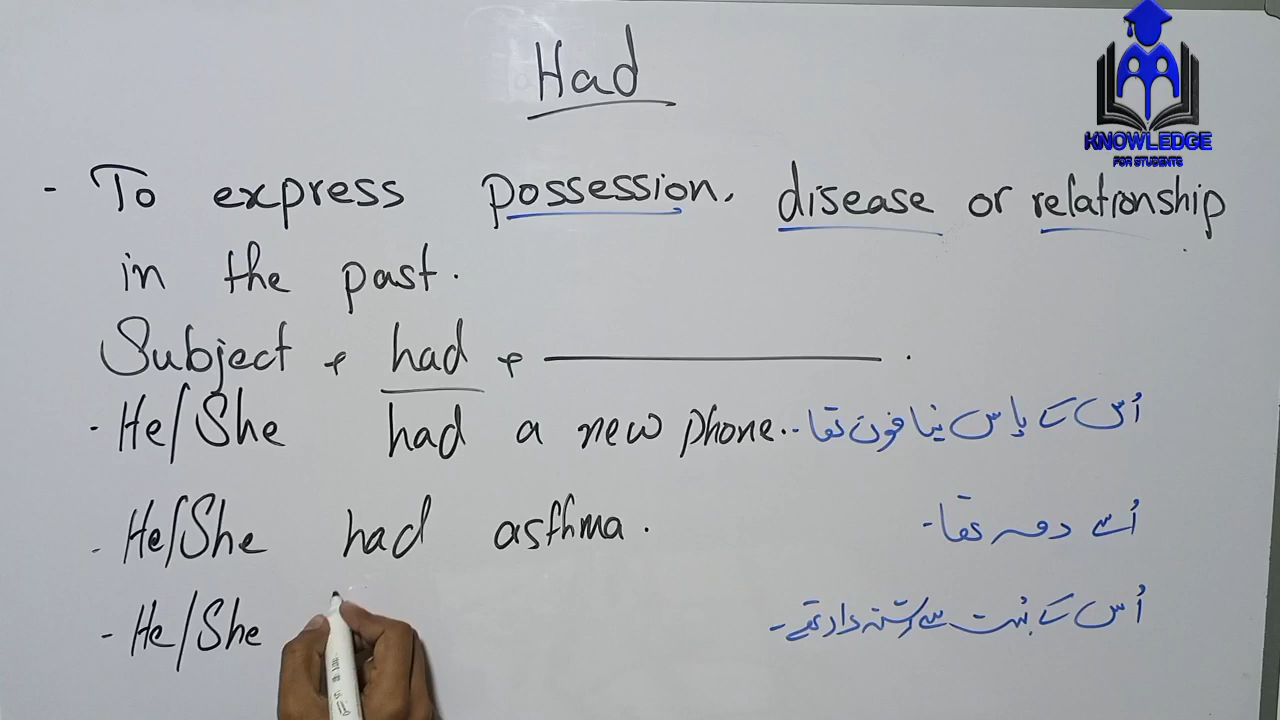 Had
KNOWLEDGE
FOR STUDENTS
- To express possession, disease or relationship
in the past.
Subject + had + ________ .
- He/She had a new phone. اُس کے پاس نیا فون تھا۔
- He/She had asthma. اُسے دمہ تھا۔
- He/She اُس کے بہت سے رشتہ دار تھے۔